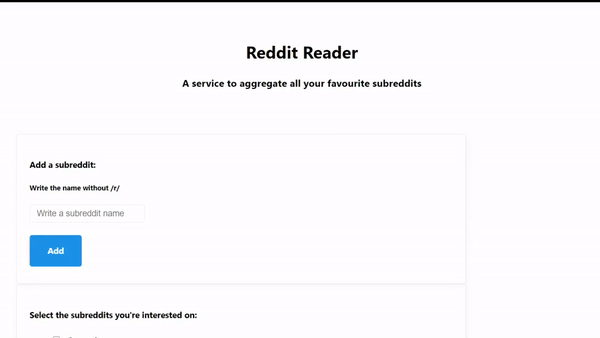 Reddit Reader
A service to aggregate all your favourite subreddits
Add a subreddit:
Write the name without /r/
Write a subreddit name
Add
Select the subreddits you're interested on: